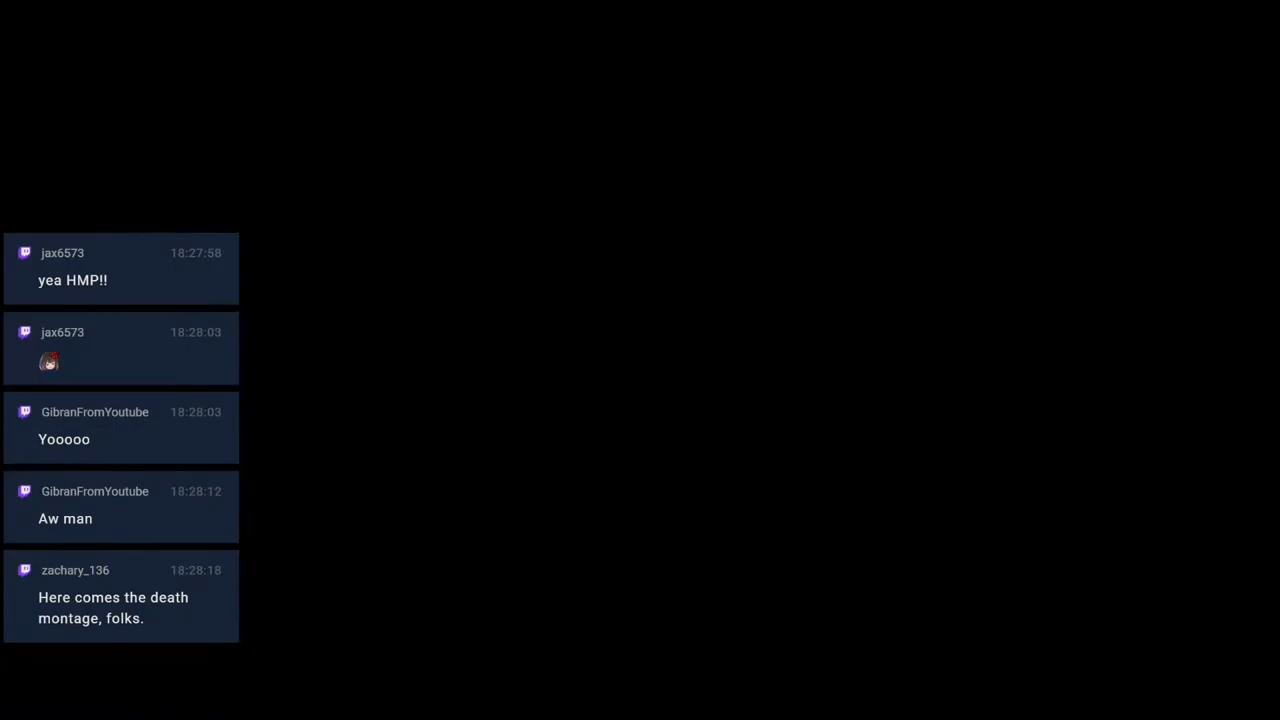 jax6573 18:27:58
yea HMP!!
jax6573 18:28:03
GibranFromYoutube 18:28:03
Yooooo
GibranFromYoutube 18:28:12
Aw man
zachary_136 18:28:18
Here comes the death
montage, folks.